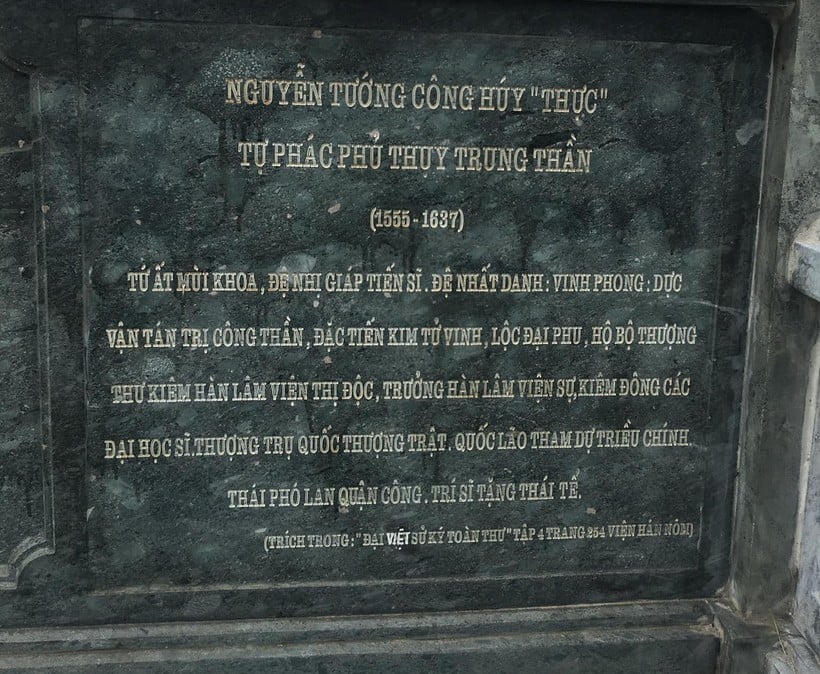 NGUYỄN TƯỚNG CÔNG HÚY "THỰC"
TỰ PHÁC PHỦ THỤY TRUNG THẦN
(1555 - 1637)
TỨ ẤT MÙI KHOA, ĐỆ NHỊ GIÁP TIẾN SĨ. ĐỆ NHẤT DANH: VINH PHONG: DỰC
VẬN TÁN TRỊ CÔNG THẦN, ĐẶC TIẾN KIM TỬ VINH, LỘC ĐẠI PHU, HỘ BỘ THƯỢNG
THƯ KIÊM HÀN LÂM VIỆN THỊ ĐỘC, TRƯỞNG HÀN LÂM VIỆN SỰ, KIÊM ĐÔNG CÁC
ĐẠI HỌC SĨ. THƯỢNG TRỤ QUỐC THƯỢNG TRẬT. QUỐC LÃO THAM DỰ TRIỀU CHÍNH.
THÁI PHÓ LAN QUẬN CÔNG. TRÍ SĨ TẶNG THÁI TỂ.
(TRÍCH TRONG: "ĐẠI VIỆT SỬ KÝ TOÀN THƯ" TẬP 4 TRANG 254 VIỆN HÁN NÔM)